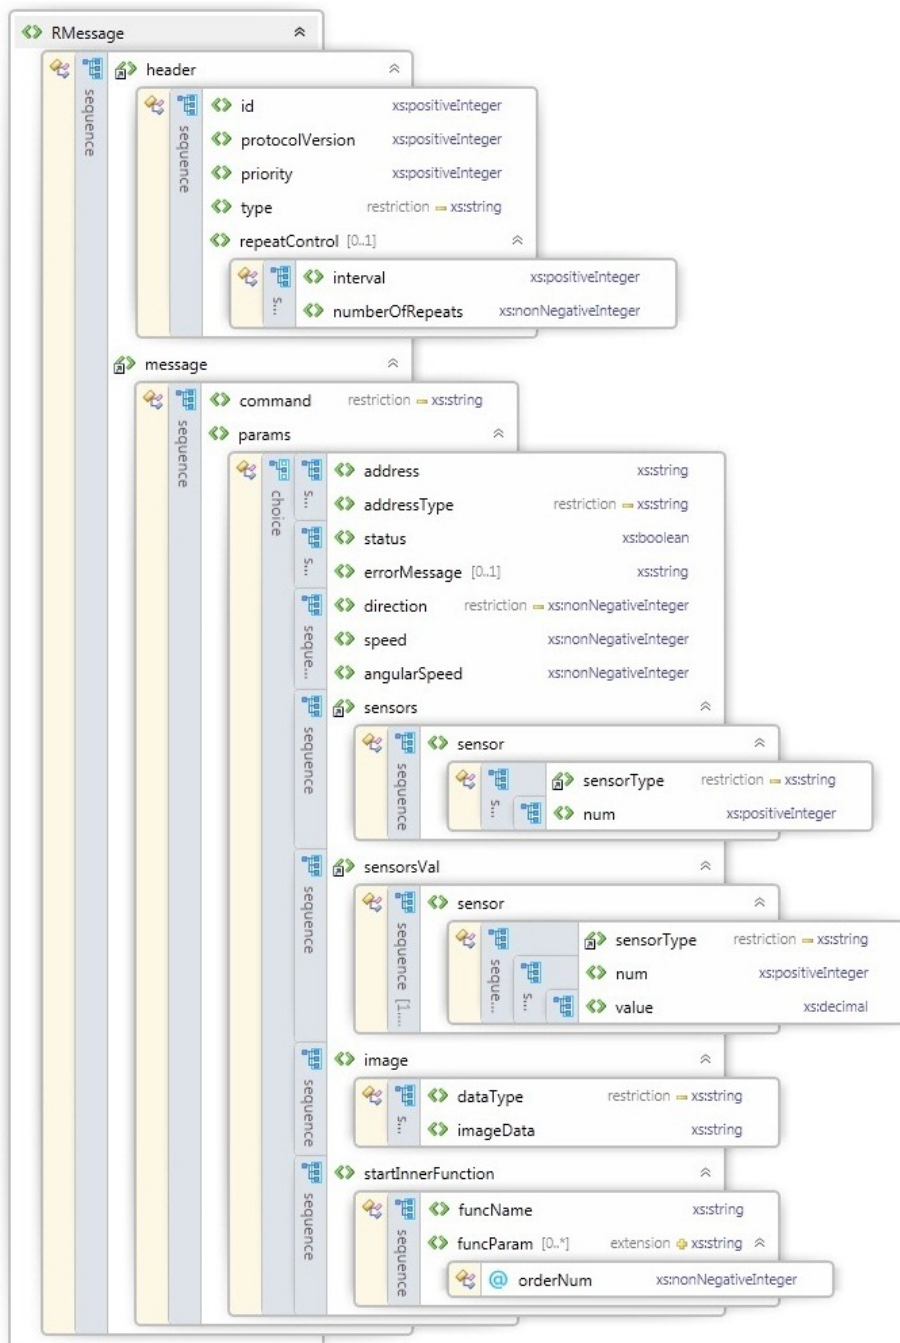 RMessage
sequence
header
sequence
id xs:positiveInteger
protocolVersion xs:positiveInteger
priority xs:positiveInteger
type restriction xs:string
repeatControl [0..1]
s...
interval xs:positiveInteger
numberOfRepeats xs:nonNegativeInteger
message
sequence
command restriction xs:string
params
choice
s...
address xs:string
addressType restriction xs:string
s...
status xs:boolean
errorMessage [0..1] xs:string
seque...
direction restriction xs:nonNegativeInteger
speed xs:nonNegativeInteger
angularSpeed xs:nonNegativeInteger
sequence
sensors
sequence
sensor
s...
sensorType restriction xs:string
num xs:positiveInteger
sequence
sensorsVal
sequence [1....
sensor
seque...
s...
sensorType restriction xs:string
num xs:positiveInteger
value xs:decimal
sequence
image
s...
dataType restriction xs:string
imageData xs:string
sequence
startInnerFunction
sequence
funcName xs:string
funcParam [0..*] extension xs:string
@ orderNum xs:nonNegativeInteger